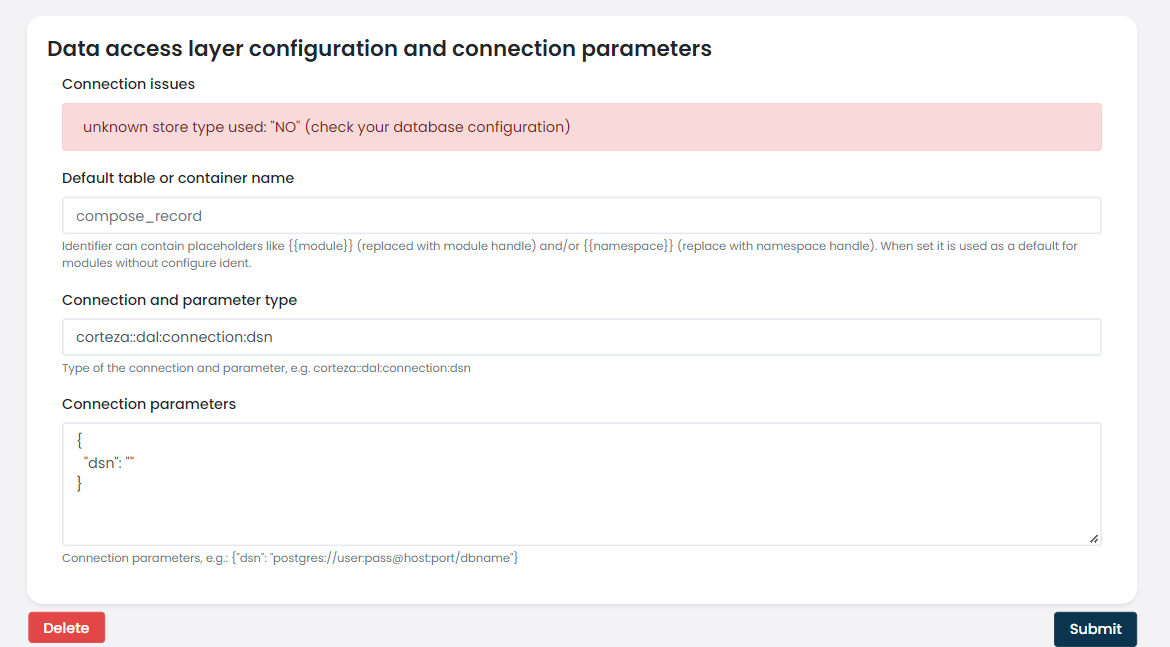 Data access layer configuration and connection parameters
Connection issues
unknown store type used: "NO" (check your database configuration)
Default table or container name
compose_record
Identifier can contain placeholders like {{module}} (replaced with module handle) and/or {{namespace}} (replace with namespace handle). When set it is used as a default for
modules without configure ident.
Connection and parameter type
corteza::dal:connection:dsn
Type of the connection and parameter, e.g. corteza::dal:connection:dsn
Connection parameters
{
"dsn": ""
}
Connection parameters, e.g.: {"dsn": "postgres://user:pass@host:port/dbname"}
Delete
Submit